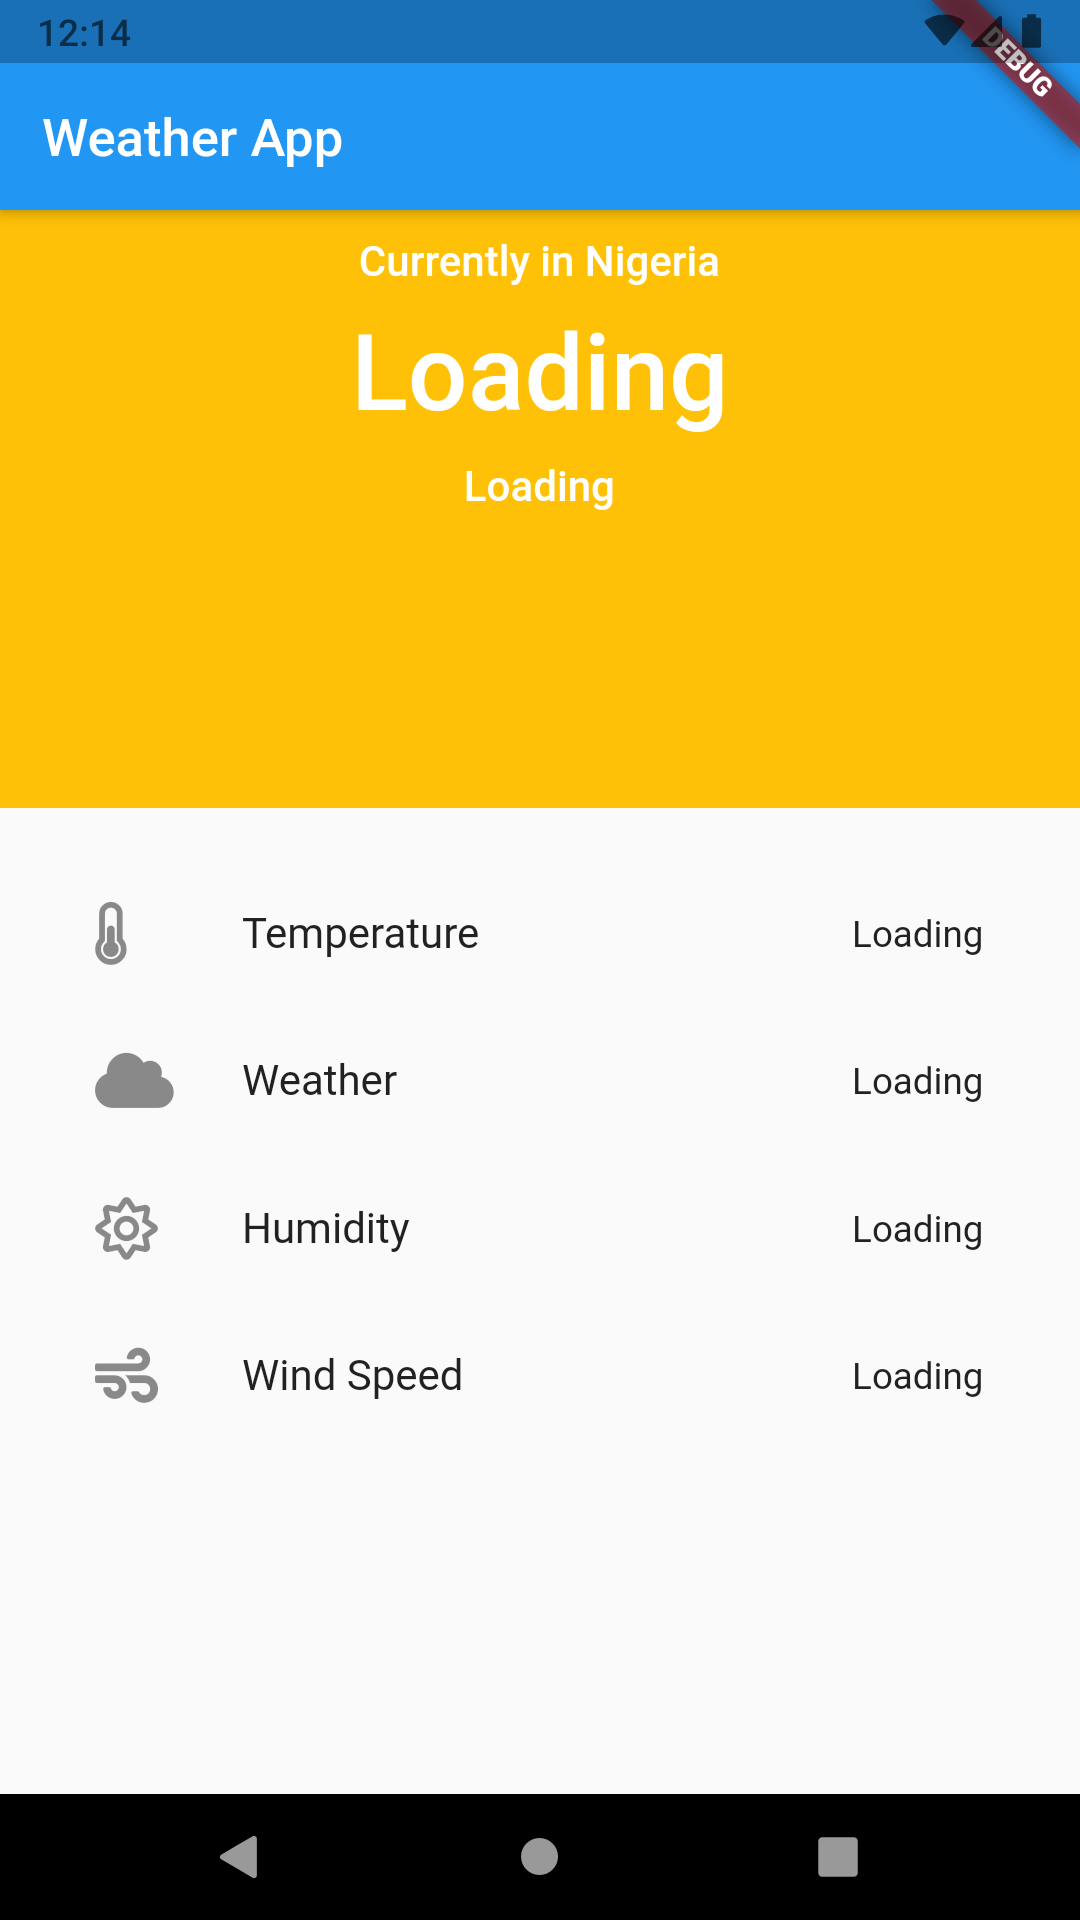 12:14
DEBUG
Weather App
Currently in Nigeria
Loading
Loading
Temperature Loading
Weather Loading
Humidity Loading
Wind Speed Loading